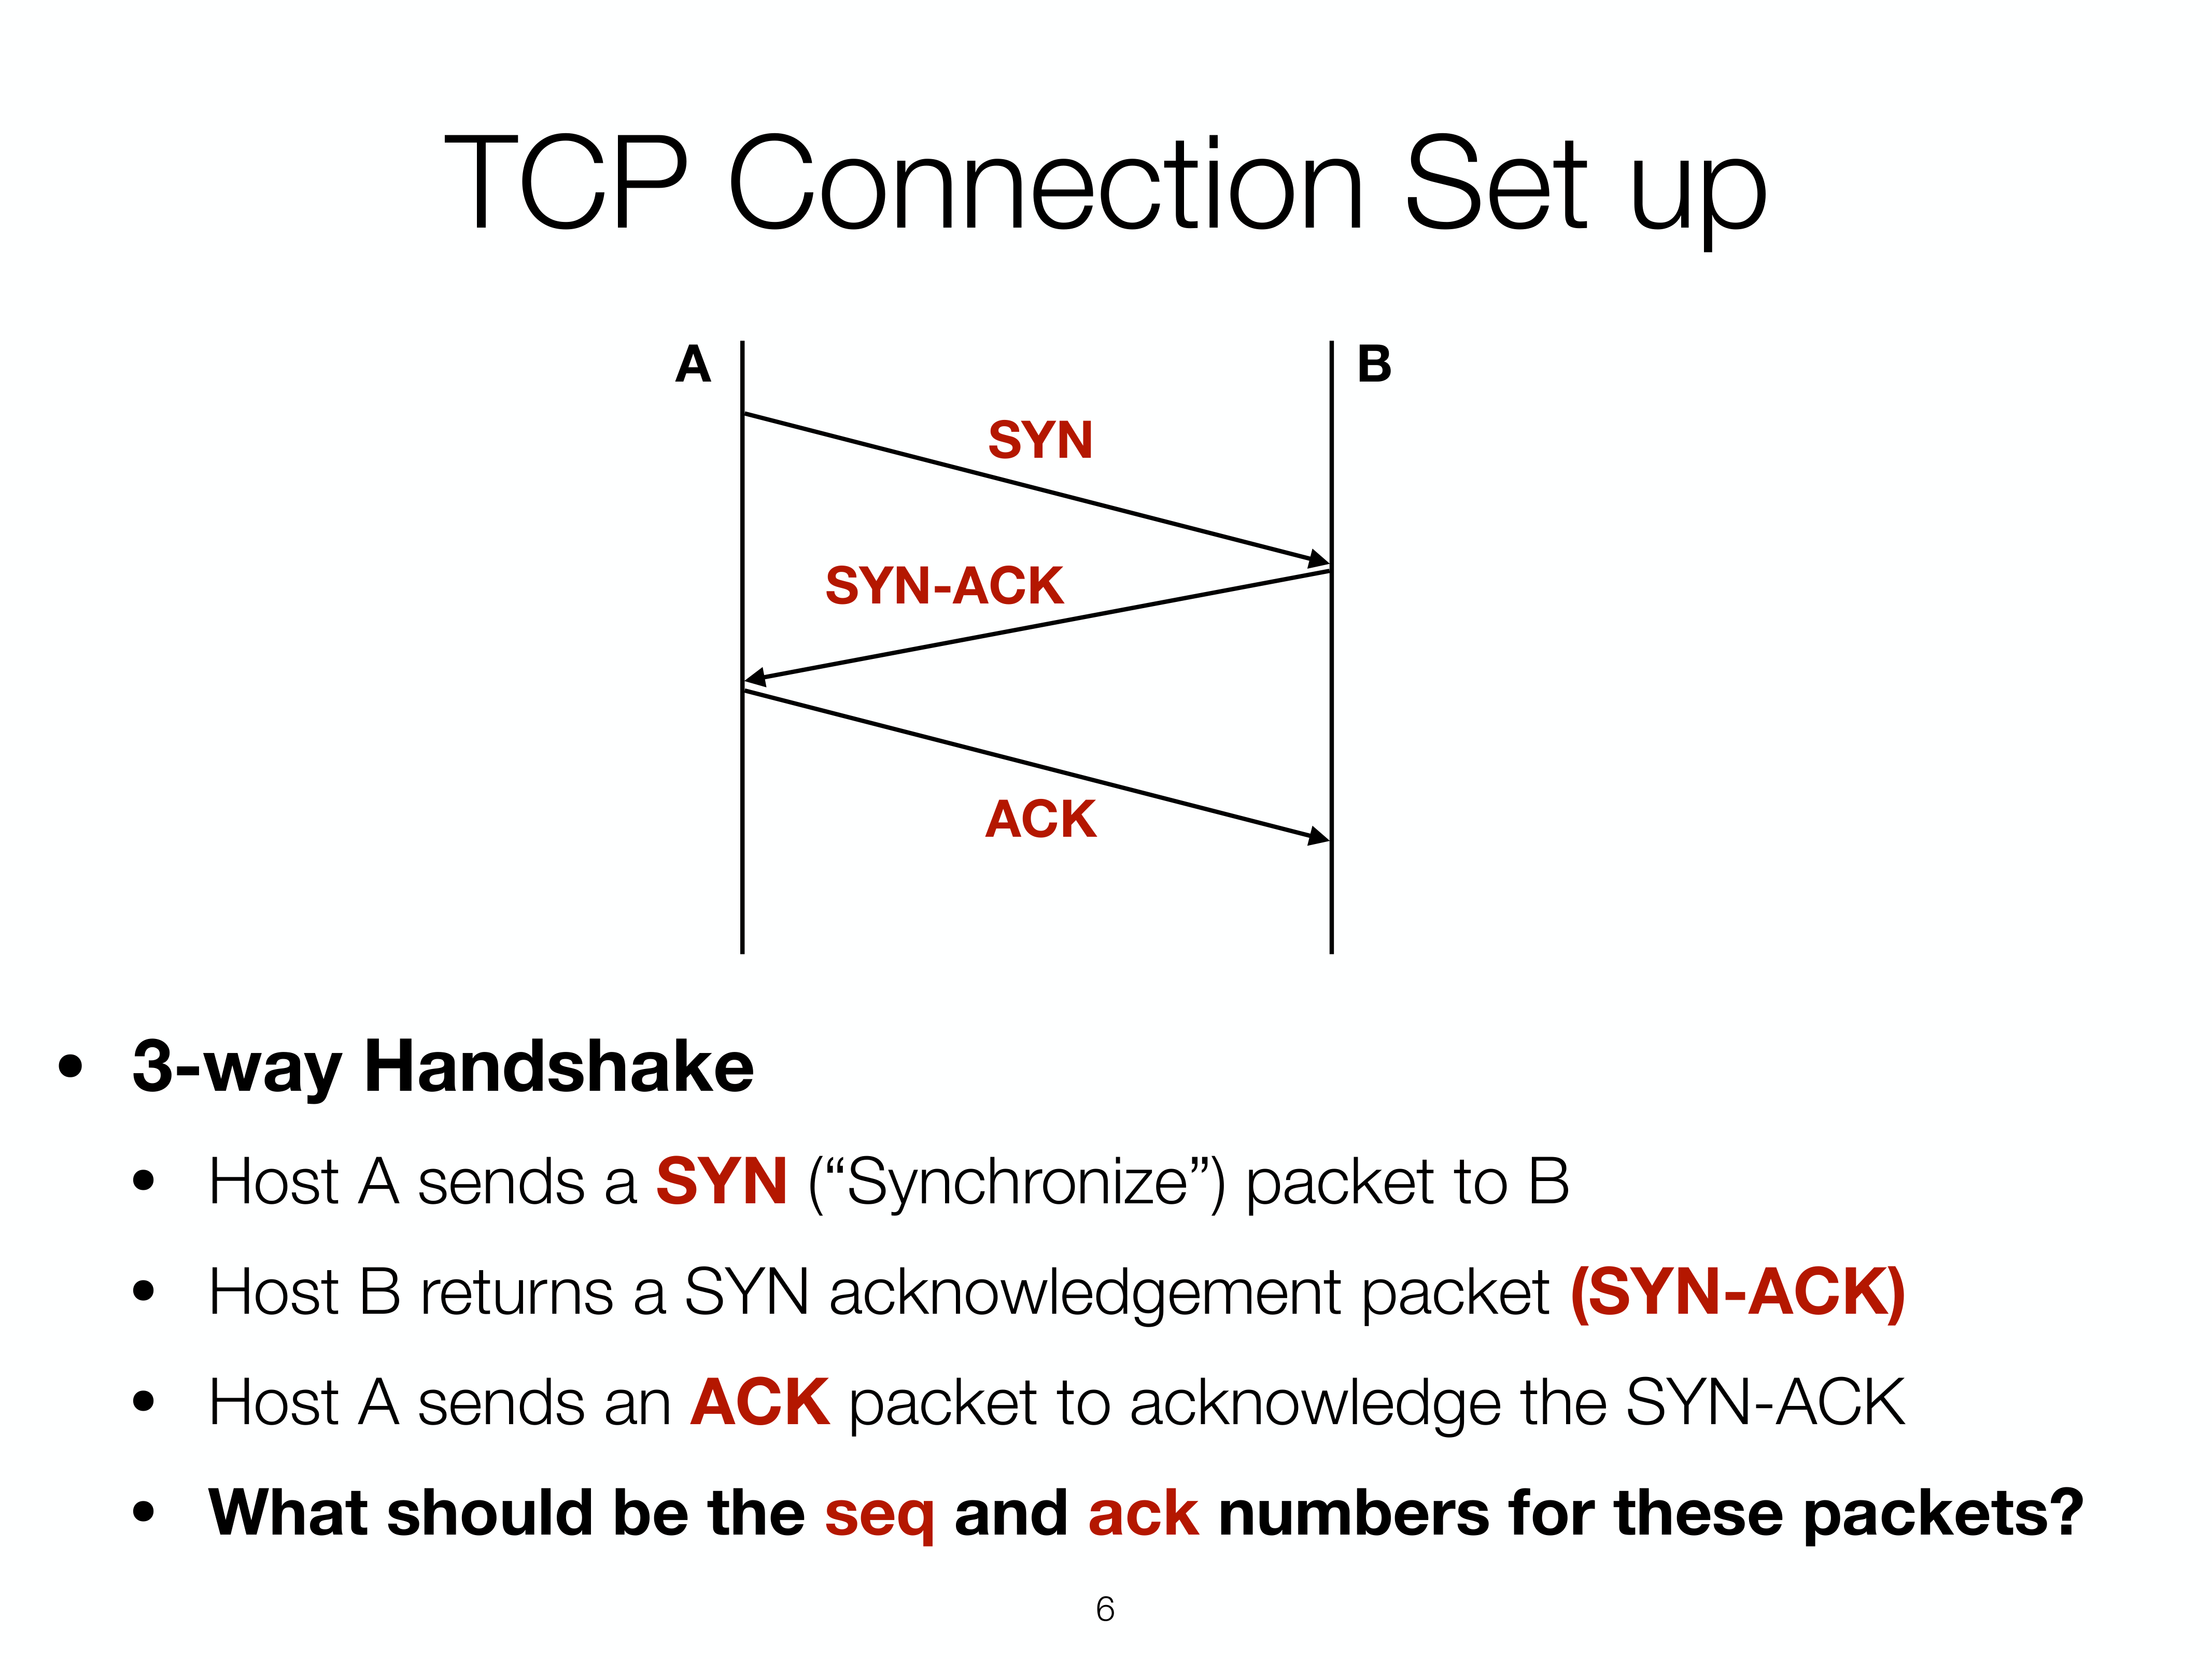 TCP Connection Set up
A
B
SYN
SYN-ACK
ACK
• 3-way Handshake
• Host A sends a SYN (“Synchronize”) packet to B
• Host B returns a SYN acknowledgement packet (SYN-ACK)
• Host A sends an ACK packet to acknowledge the SYN-ACK
• What should be the seq and ack numbers for these packets?
6